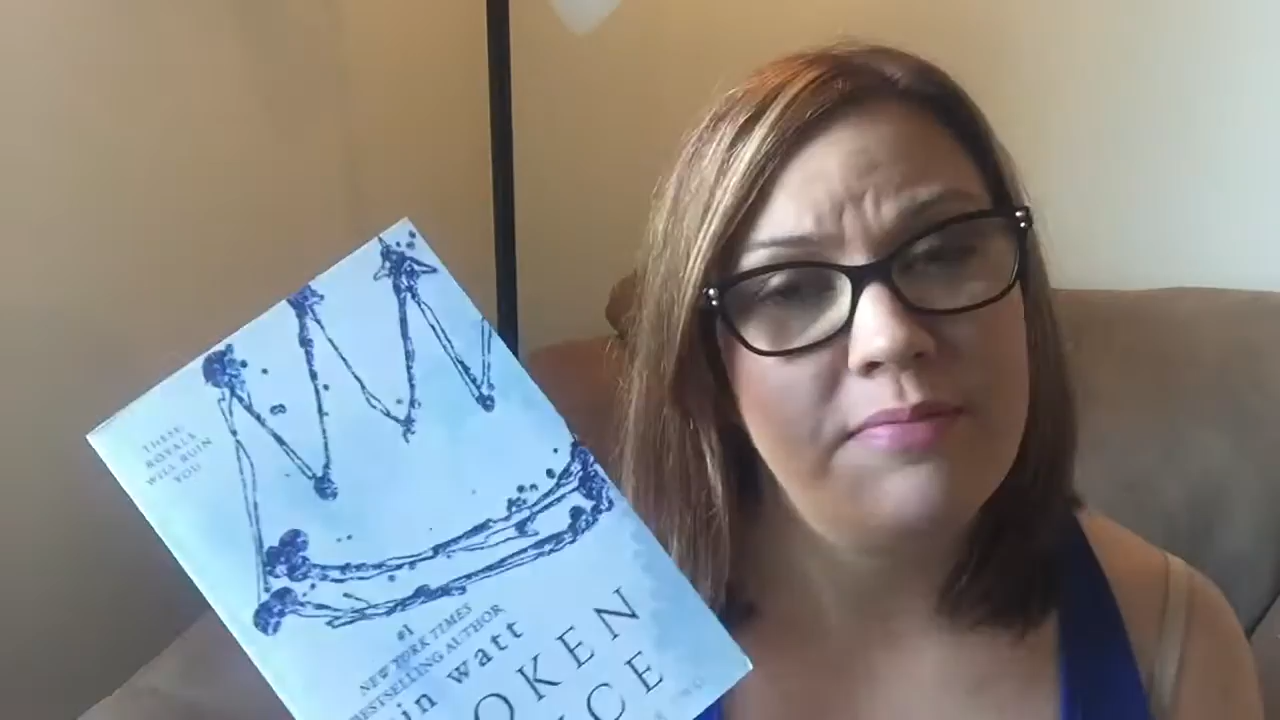 THESE
ROYALS
WILL RUIN
YOU
#1
NEW YORK TIMES
BESTSELLING AUTHOR
in watt
OKEN
CE